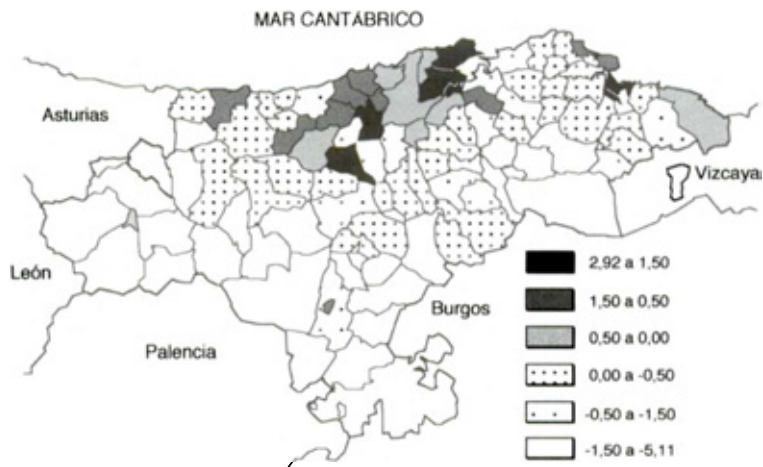 MAR CANTÁBRICO
Asturias
Vizcaya
León
Burgos
Palencia
2,92 a 1,50
1,50 a 0,50
0,50 a 0,00
0,00 a -0,50
-0,50 a -1,50
-1,50 a -5,11